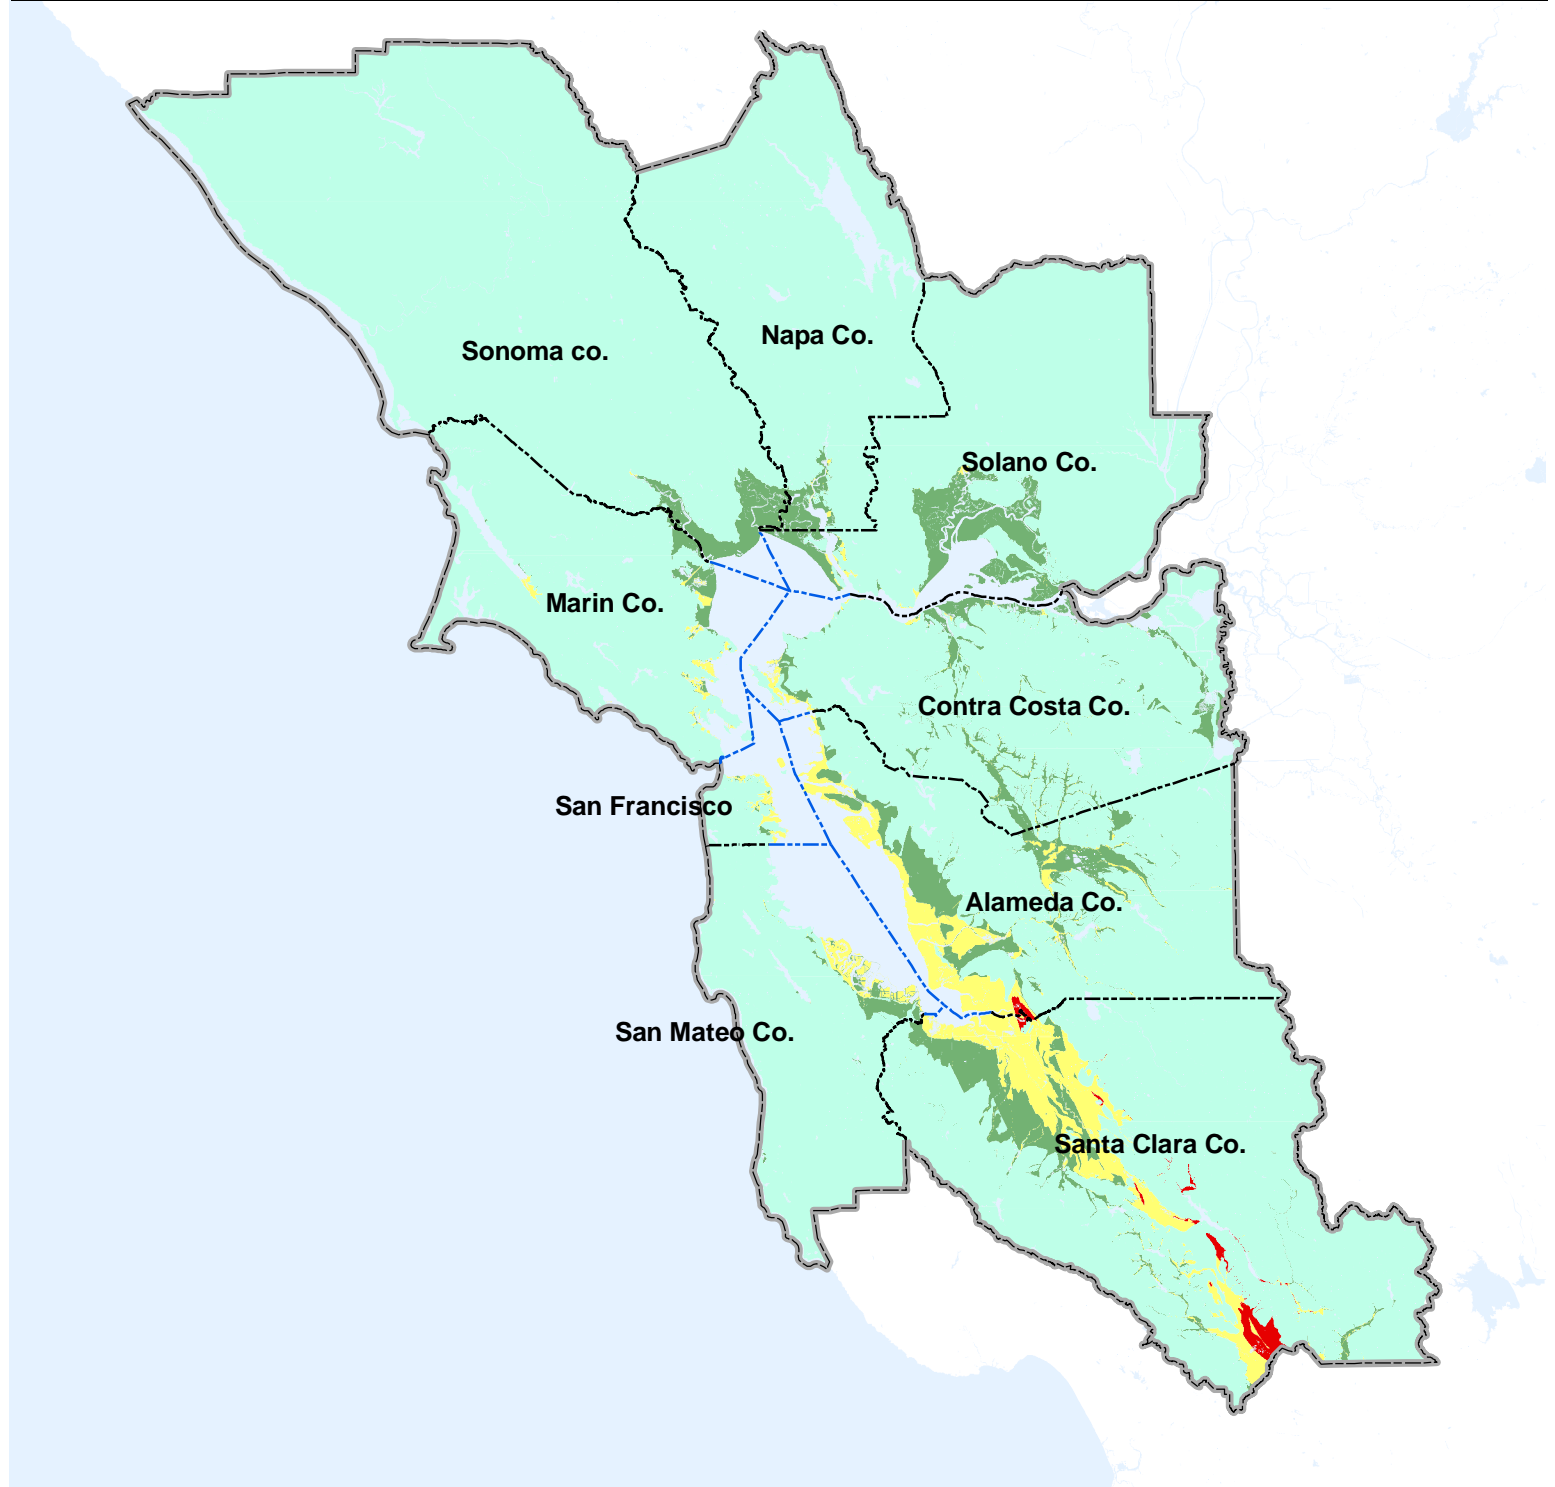 Napa Co.
Sonoma co.
Solano Co.
Marin Co.
Contra Costa Co.
San Francisco
Alameda Co.
San Mateo Co.
Santa Clara Co.